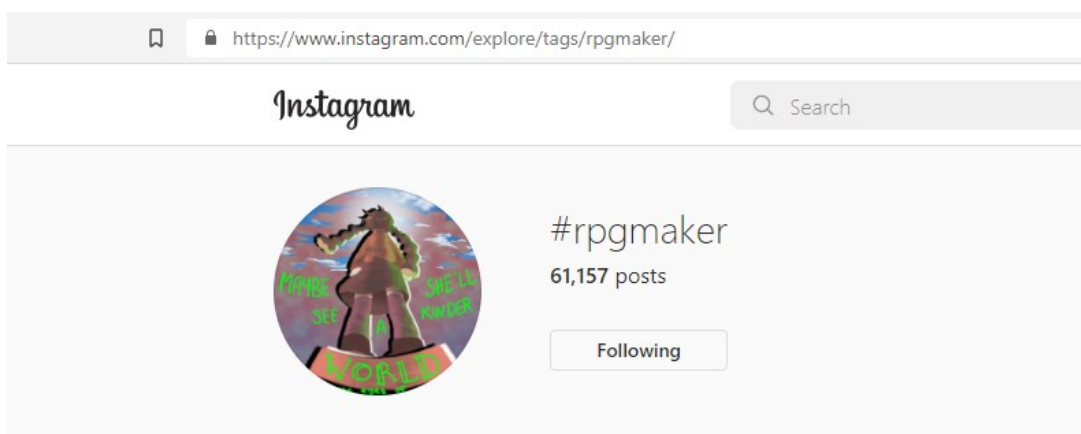 https://www.instagram.com/explore/tags/rpgmaker/
Instagram
Search
#rpgmaker
61,157 posts
Following
MAYBE SHE'LL
SEE A KINDER
WORLD